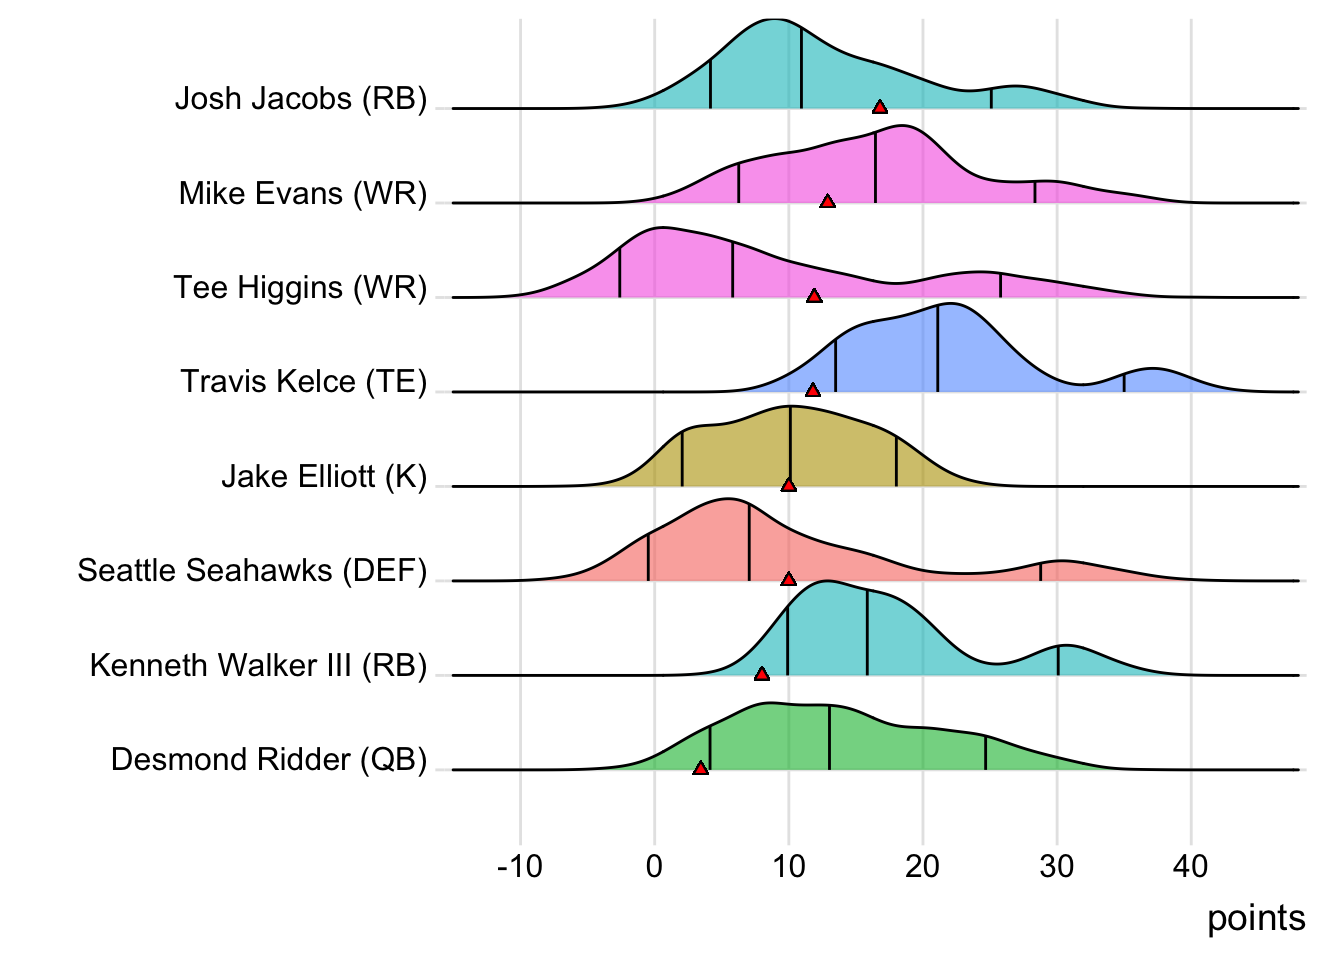 Josh Jacobs (RB)
Mike Evans (WR)
Tee Higgins (WR)
Travis Kelce (TE)
Jake Elliott (K)
Seattle Seahawks (DEF)
Kenneth Walker III (RB)
Desmond Ridder (QB)
-10 0 10 20 30 40
points